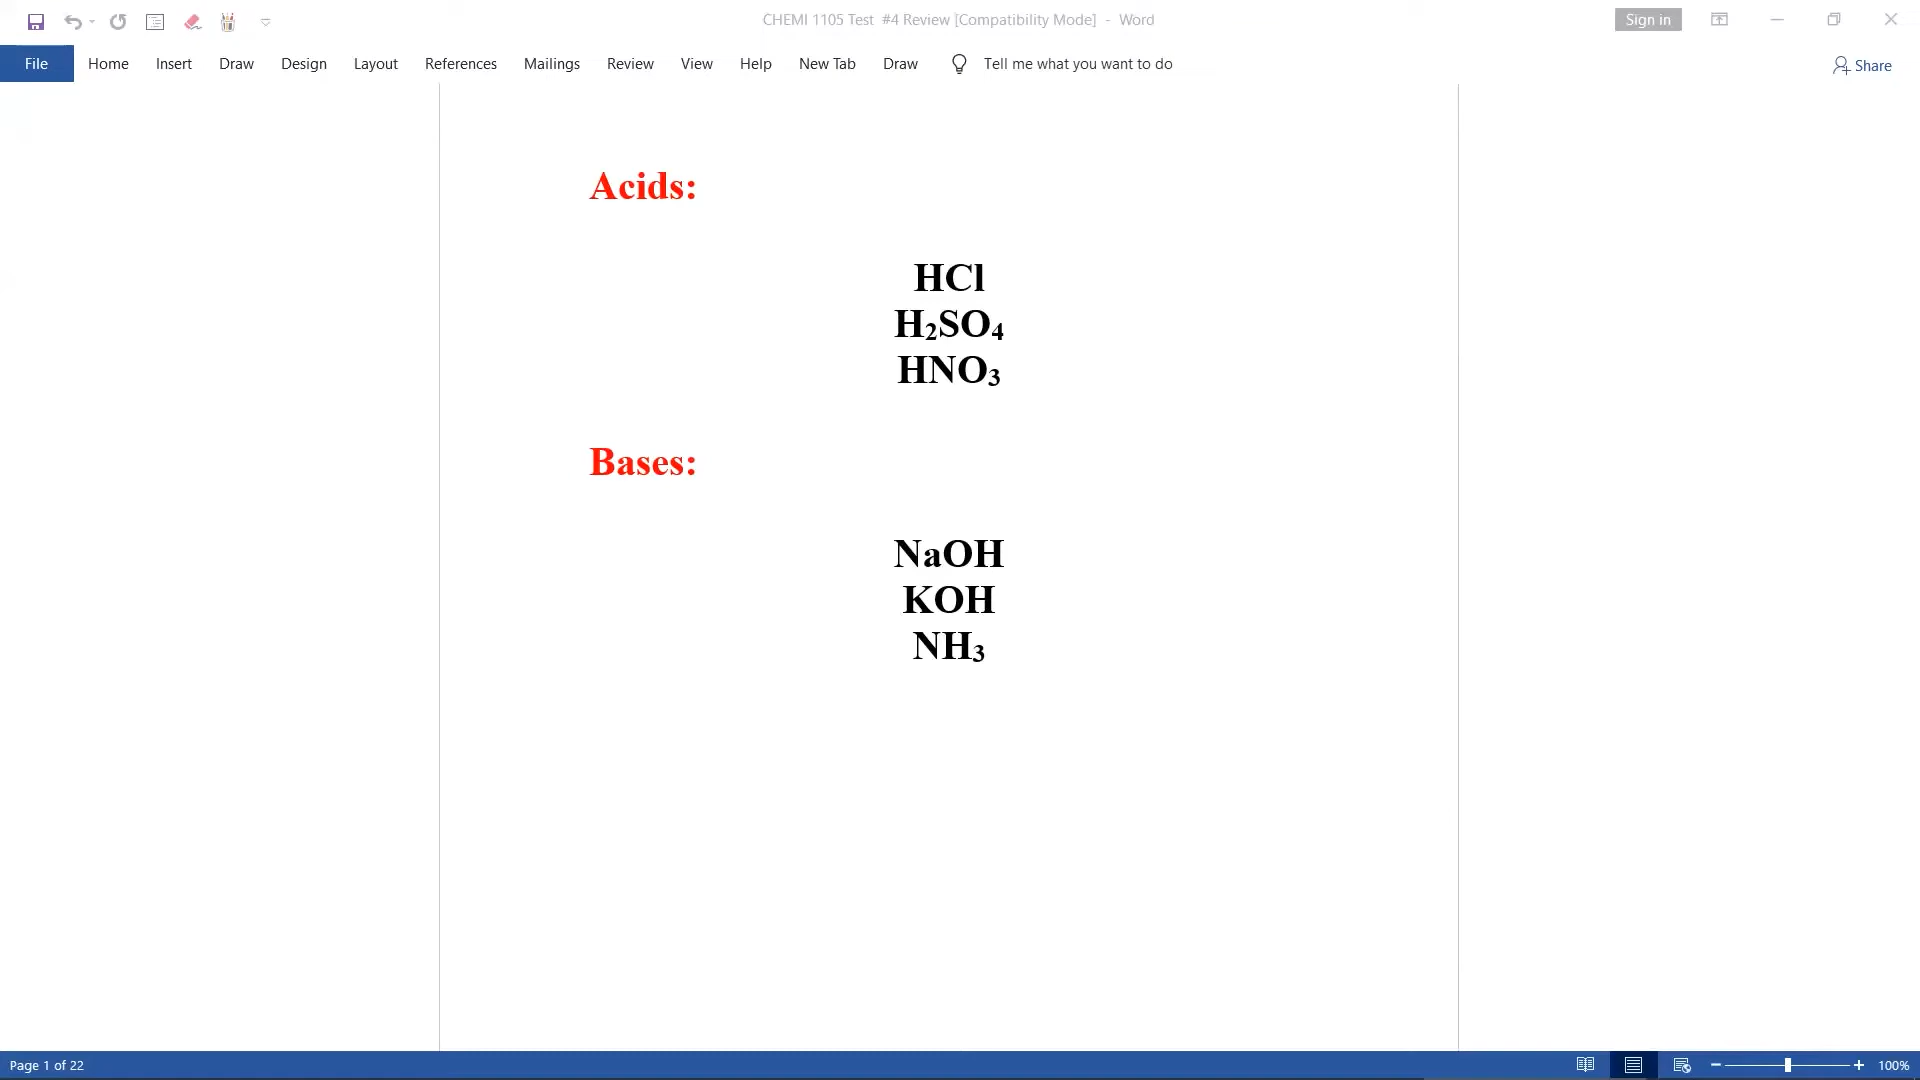 CHEMI 1105 Test #4 Review [Compatibility Mode] - Word
Sign in
File Home Insert Draw Design Layout References Mailings Review View Help New Tab Draw Tell me what you want to do
Share
Acids:
HCl
H₂SO₄
HNO₃
Bases:
NaOH
KOH
NH₃
Page 1 of 22
100%